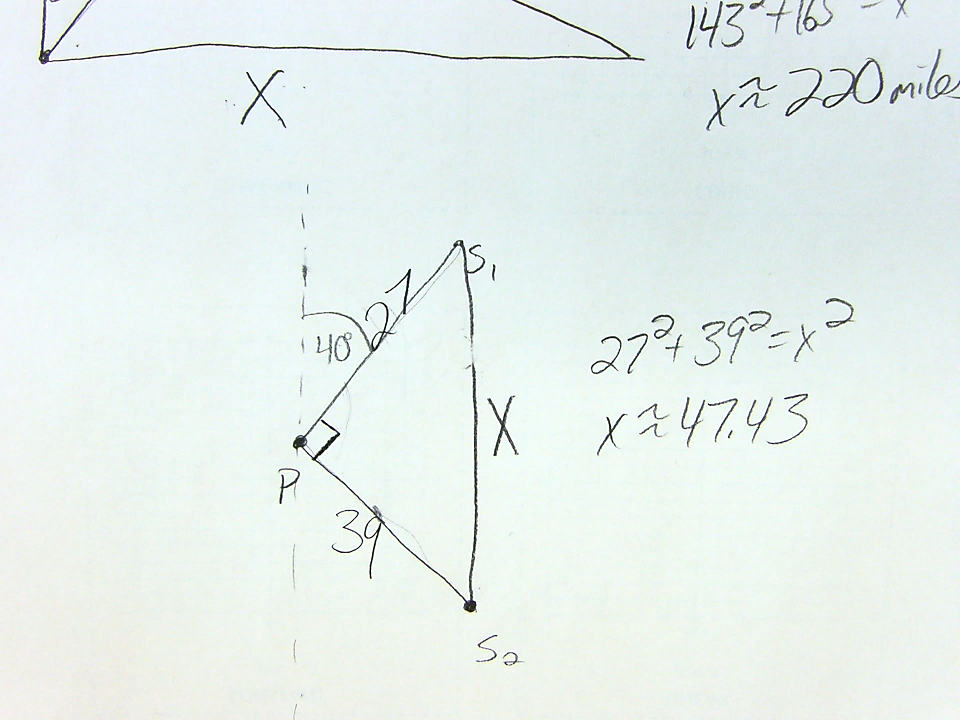 143² + 165² = x
x ≈ 220 miles
X
S₁
27
40°
27² + 39² = x²
x ≈ 47.43
X
P
39
S₂